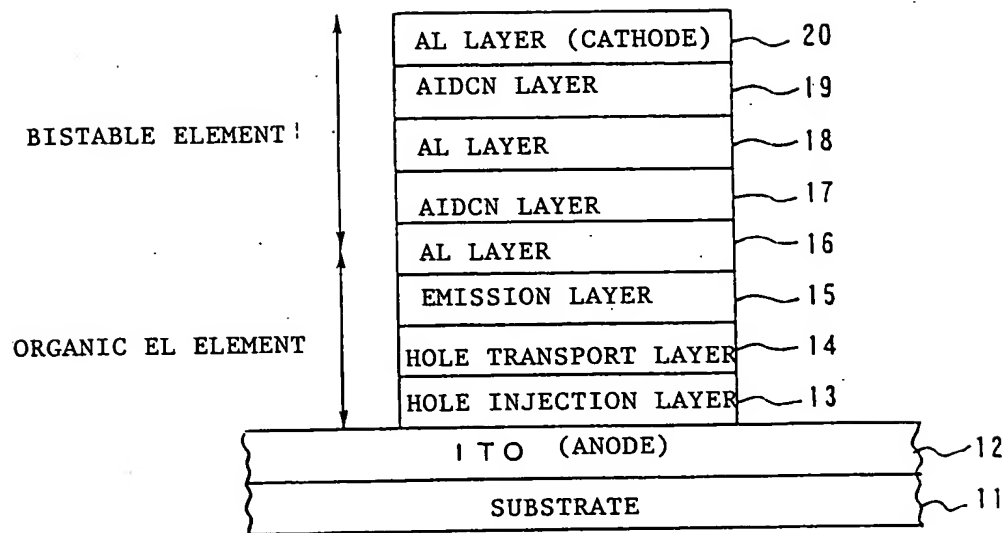 AL LAYER (CATHODE) 20
AIDCN LAYER 19
BISTABLE ELEMENT
AL LAYER 18
AIDCN LAYER 17
AL LAYER 16
EMISSION LAYER 15
ORGANIC EL ELEMENT
HOLE TRANSPORT LAYER 14
HOLE INJECTION LAYER 13
ITO (ANODE) 12
SUBSTRATE 11